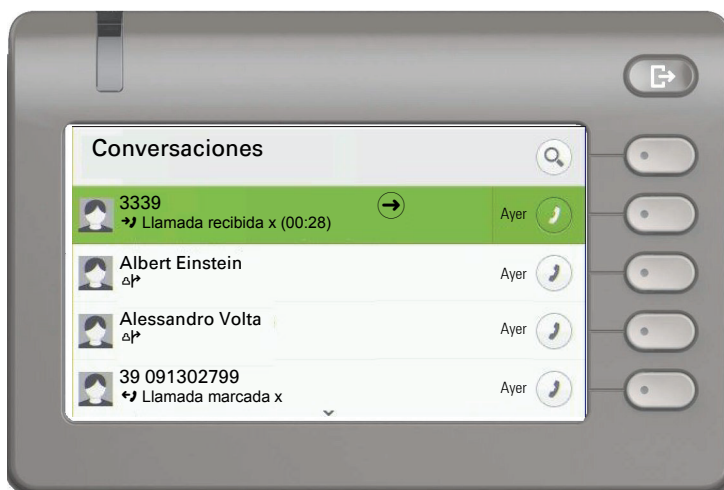 Conversaciones
3339
Llamada recibida x (00:28)
Ayer
Albert Einstein
Ayer
Alessandro Volta
Ayer
39 091302799
Llamada marcada x
Ayer